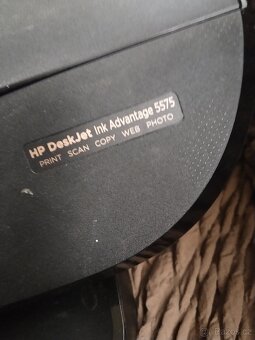 HP DeskJet Ink Advantage 5575
PRINT SCAN COPY WEB PHOTO